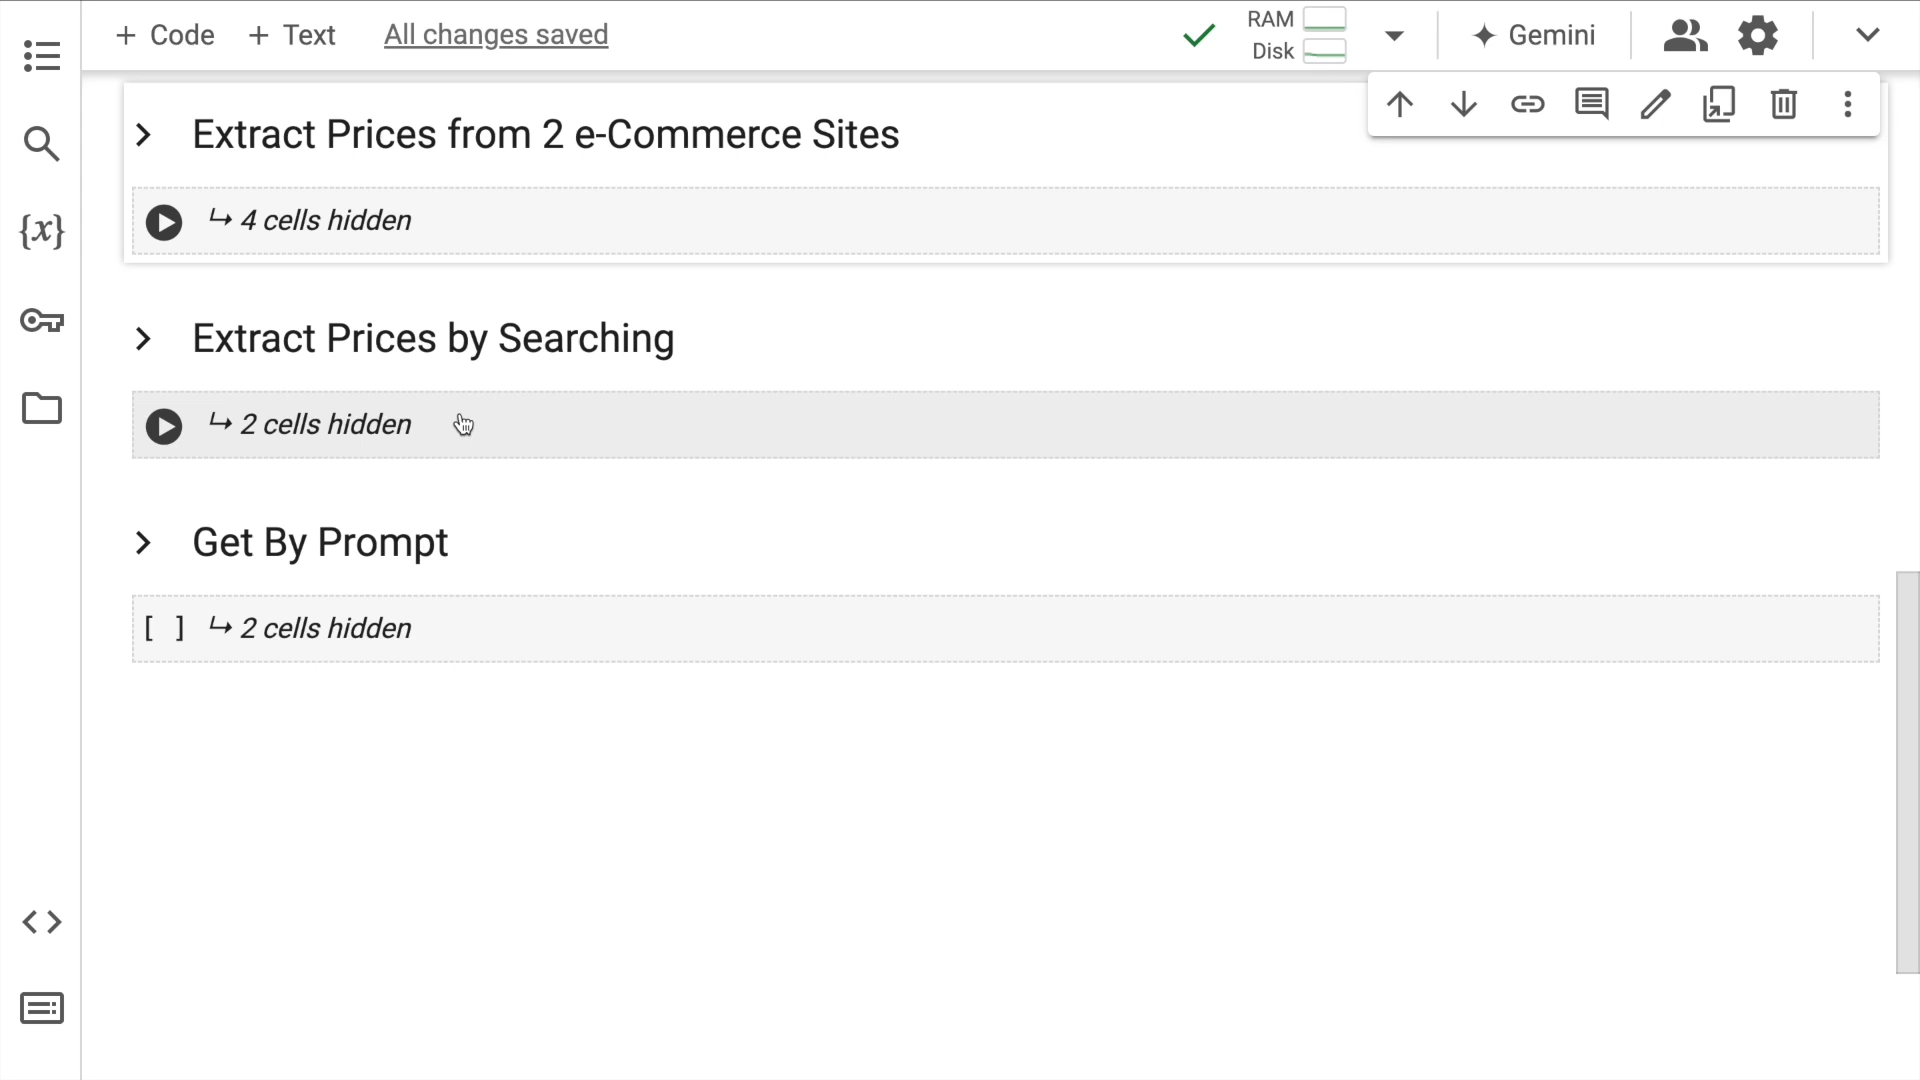 + Code + Text All changes saved RAM Disk Gemini
Extract Prices from 2 e-Commerce Sites
4 cells hidden
{x}
Extract Prices by Searching
2 cells hidden
Get By Prompt
[ ] 2 cells hidden